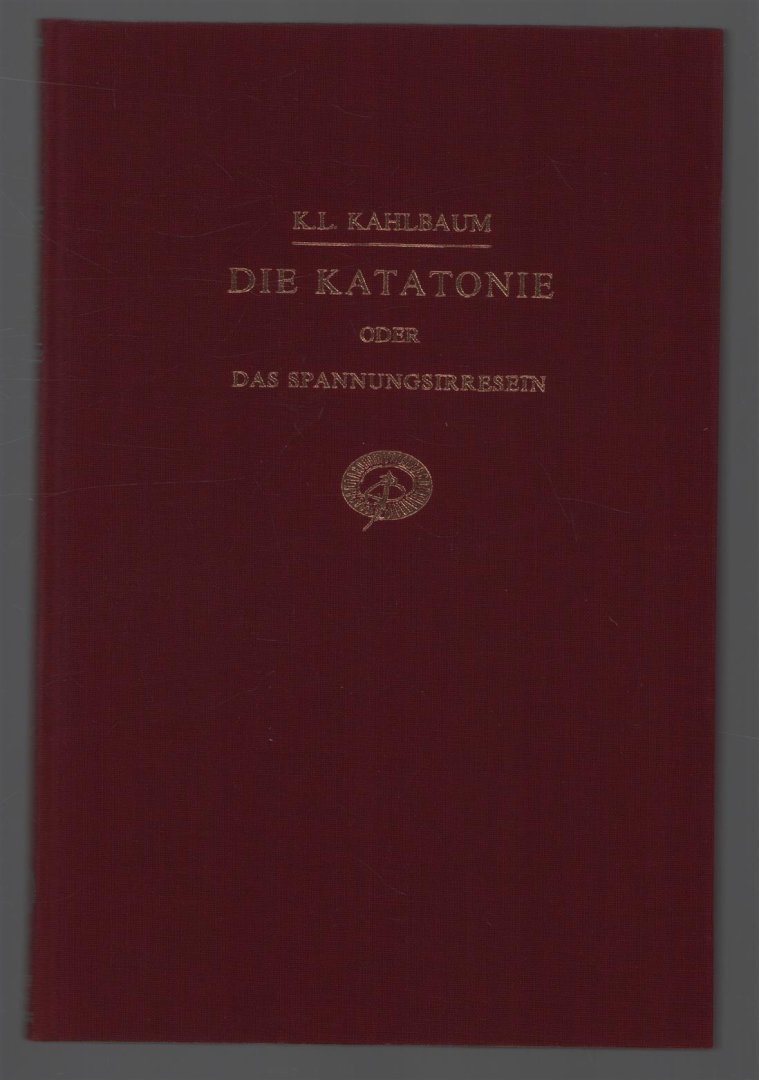 K.L. KAHLBAUM
DIE KATATONIE
ODER
DAS SPANNUNGSIRRESEIN